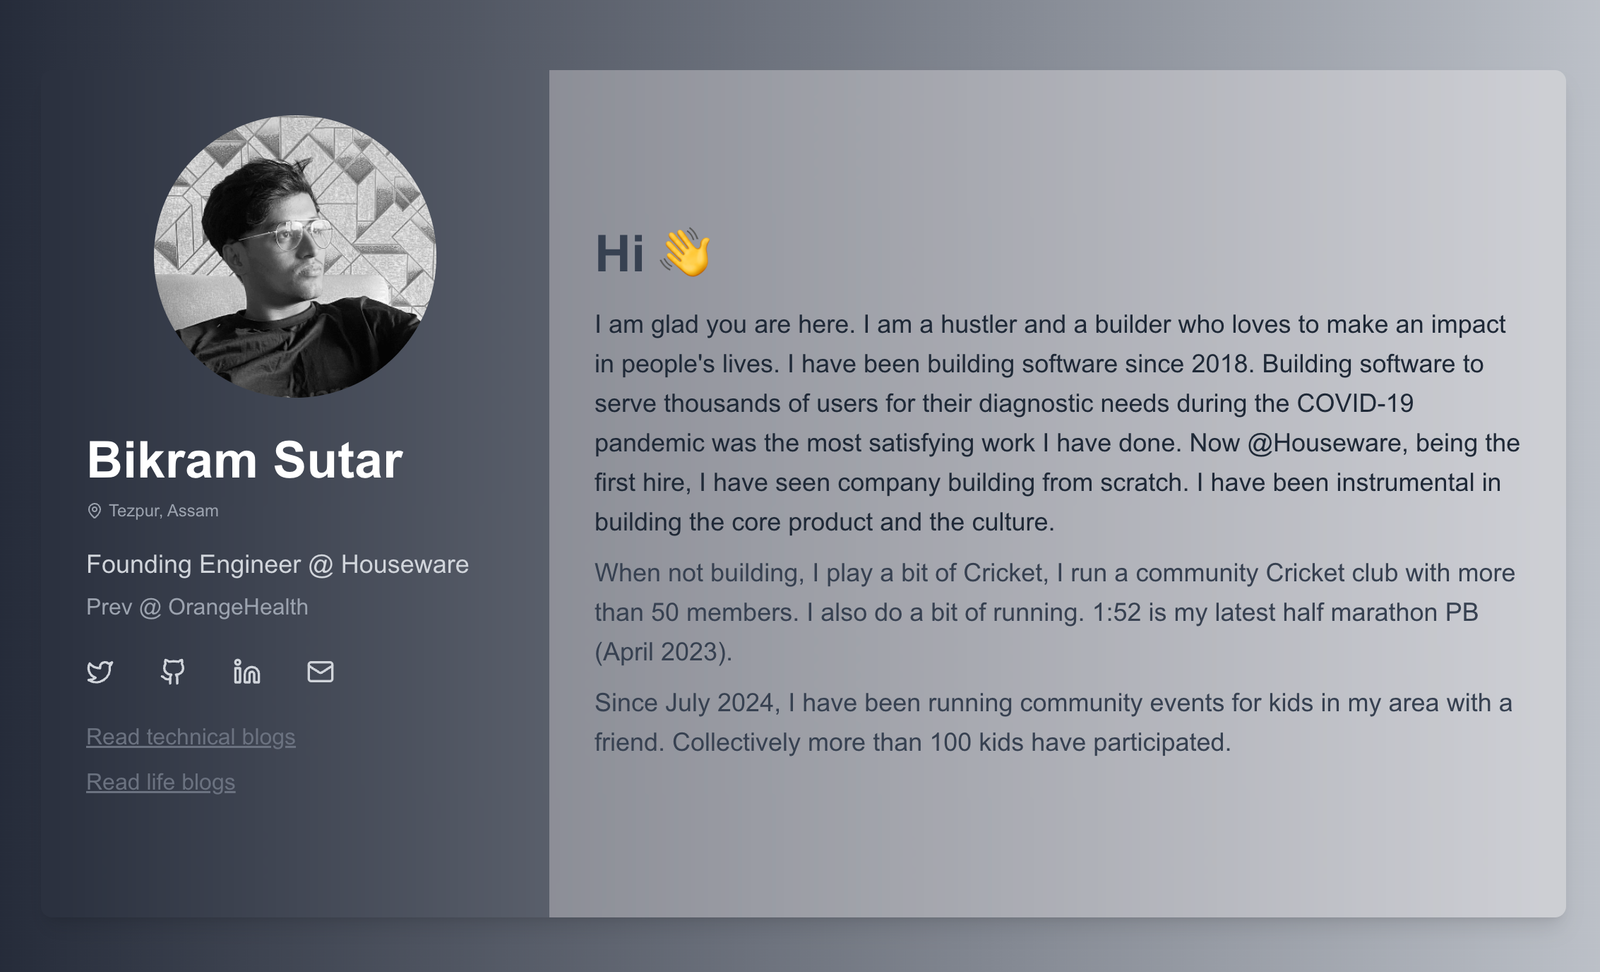 Bikram Sutar
Tezpur, Assam
Founding Engineer @ Houseware
Prev @ OrangeHealth
Read technical blogs
Read life blogs
Hi 👋
I am glad you are here. I am a hustler and a builder who loves to make an impact
in people's lives. I have been building software since 2018. Building software to
serve thousands of users for their diagnostic needs during the COVID-19
pandemic was the most satisfying work I have done. Now @Houseware, being the
first hire, I have seen company building from scratch. I have been instrumental in
building the core product and the culture.
When not building, I play a bit of Cricket, I run a community Cricket club with more
than 50 members. I also do a bit of running. 1:52 is my latest half marathon PB
(April 2023).
Since July 2024, I have been running community events for kids in my area with a
friend. Collectively more than 100 kids have participated.